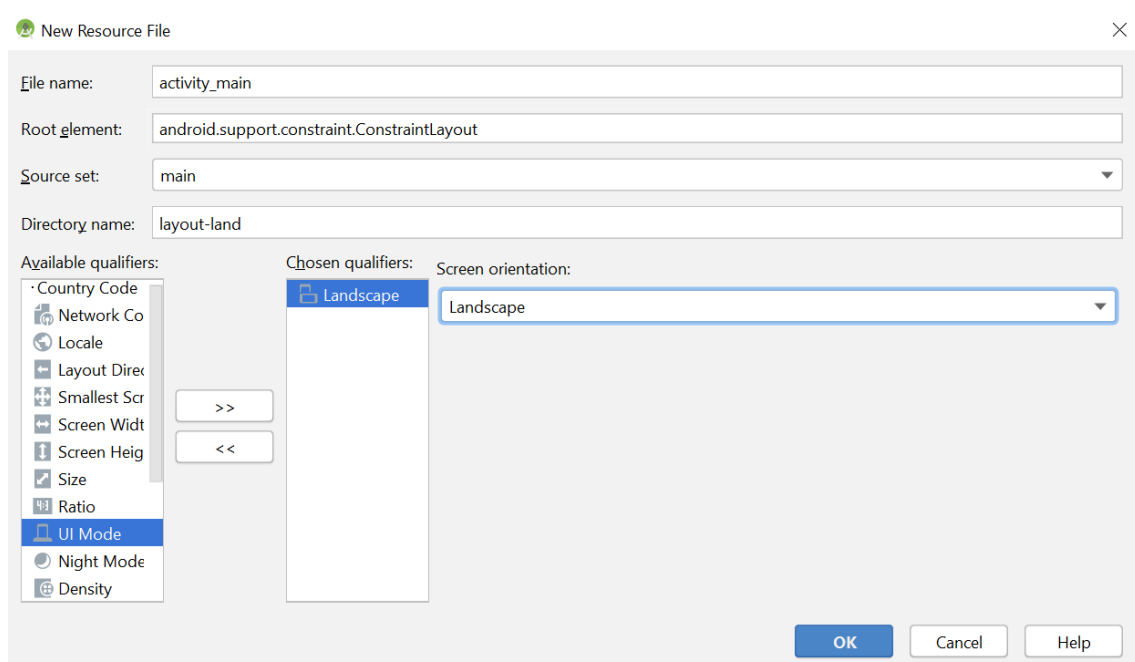 New Resource File
File name: activity_main
Root element: android.support.constraint.ConstraintLayout
Source set: main
Directory name: layout-land
Available qualifiers:
Country Code
Network Co
Locale
Layout Direc
Smallest Scr
Screen Widt
Screen Heig
Size
Ratio
UI Mode
Night Mode
Density
>>
<<
Chosen qualifiers:
Landscape
Screen orientation:
Landscape
OK Cancel Help